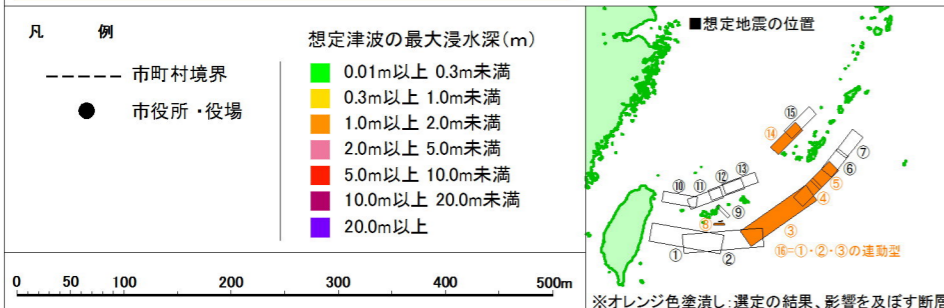 凡 例
市町村境界
市役所・役場
想定津波の最大浸水深(m)
0.01m以上 0.3m未満
0.3m以上 1.0m未満
1.0m以上 2.0m未満
2.0m以上 5.0m未満
5.0m以上 10.0m未満
10.0m以上 20.0m未満
20.0m以上
0 50 100 200 300 400 500m
■想定地震の位置
⑮
⑭
⑦
⑥
⑤
④
⑬
⑫
⑪
⑩
⑨
⑧
③
①
②
⑯=①・②・③の連動型
※オレンジ色塗潰し:選定の結果、影響を及ぼす断層